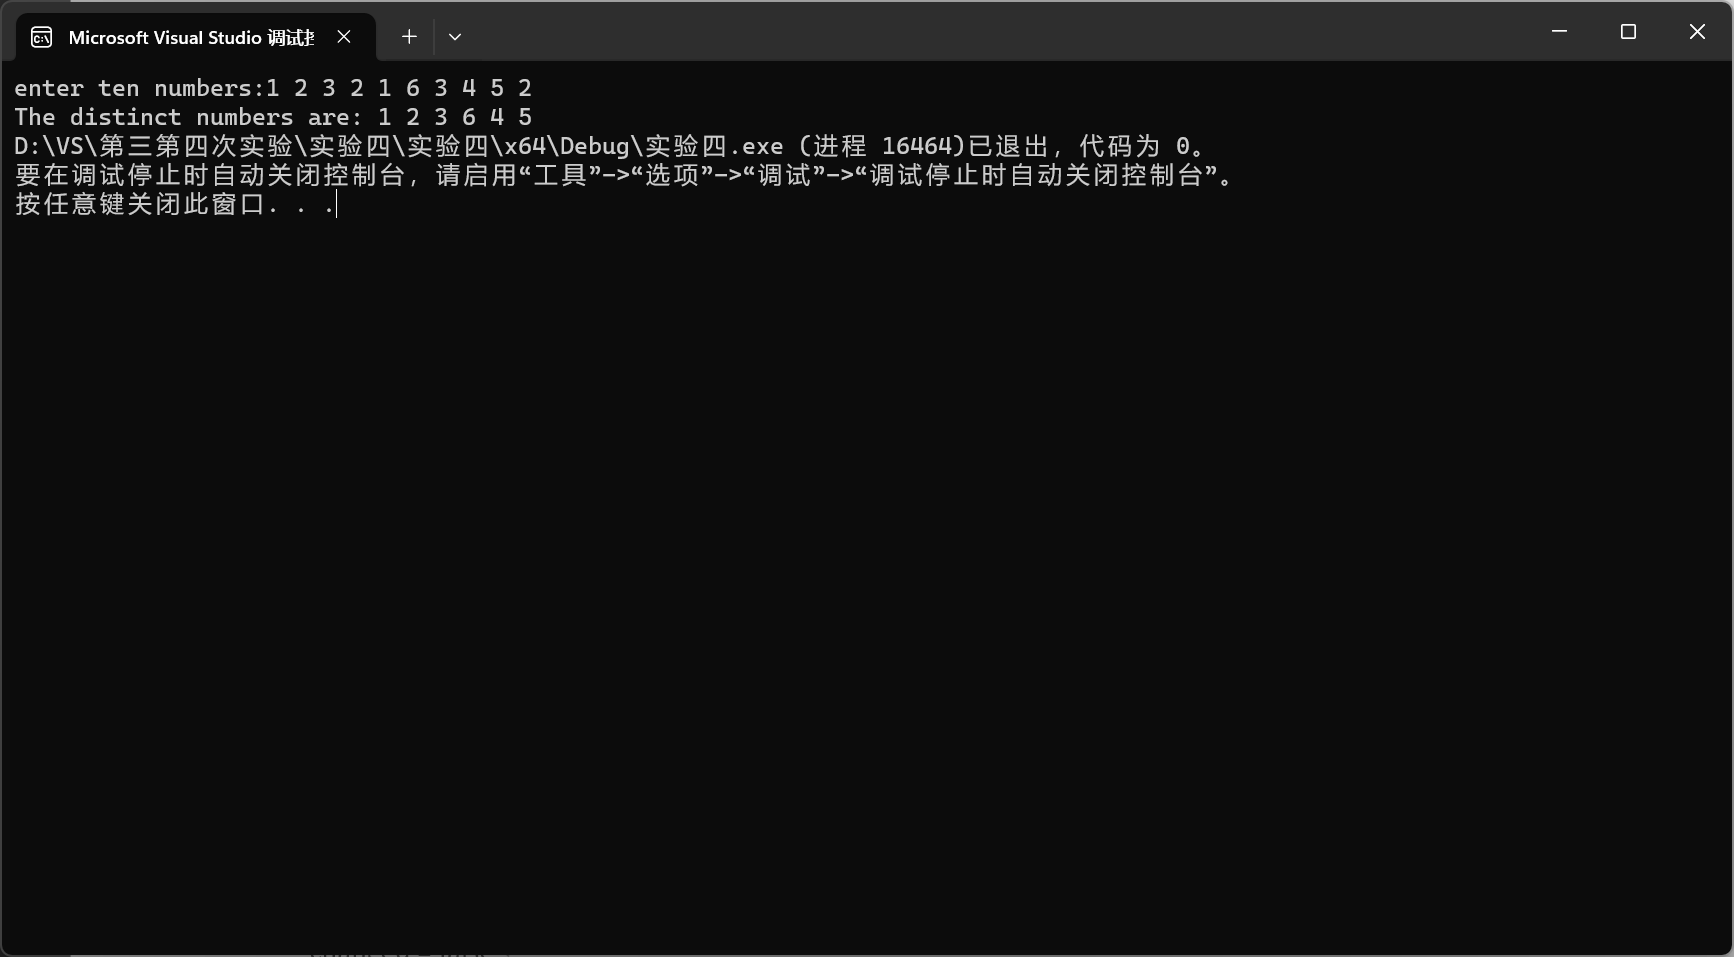 Microsoft Visual Studio 调试
enter ten numbers:1 2 3 2 1 6 3 4 5 2
The distinct numbers are: 1 2 3 6 4 5
D:\VS\第三第四次实验\实验四\实验四\x64\Debug\实验四.exe (进程 16464)已退出，代码为 0。
要在调试停止时自动关闭控制台，请启用“工具”->“选项”->“调试”->“调试停止时自动关闭控制台”。
按任意键关闭此窗口. . .